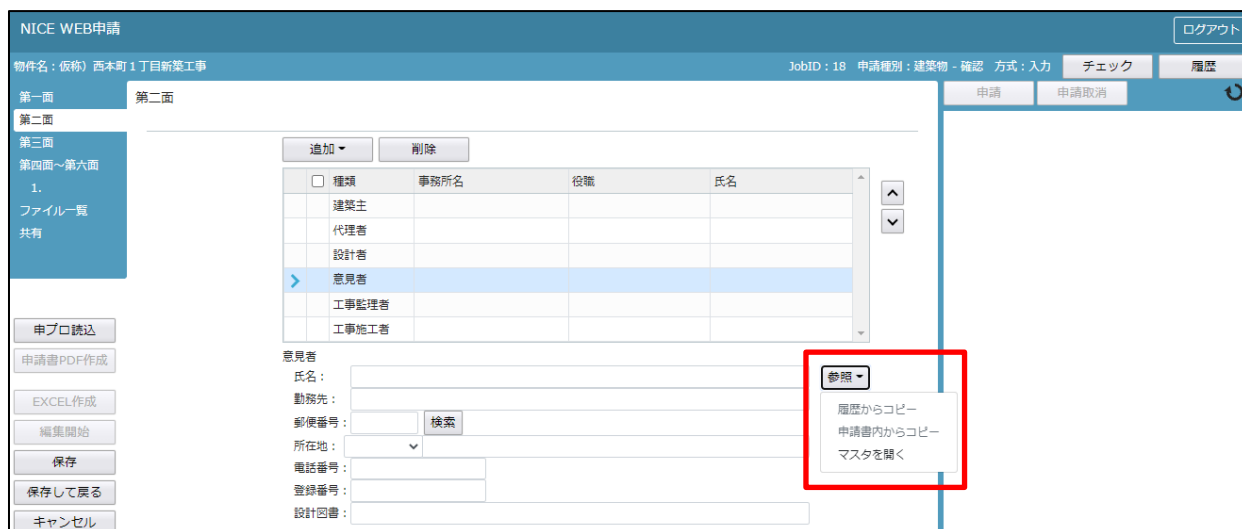 NICE WEB申請
ログアウト
物件名：仮称）西本町１丁目新築工事
JobID：18 申請種別：建築物 - 確認 方式：入力
チェック
履歴
第一面
第二面
第三面
第四面～第六面
1.
ファイル一覧
共有
申プロ読込
申請書PDF作成
EXCEL作成
編集開始
保存
保存して戻る
キャンセル
第二面
追加
削除
種類 事務所名 役職 氏名
建築主
代理者
設計者
意見者
工事監理者
工事施工者
意見者
氏名：
勤務先：
郵便番号： 検索
所在地：
電話番号：
登録番号：
設計図書：
参照
履歴からコピー
申請書内からコピー
マスタを開く
申請
申請取消